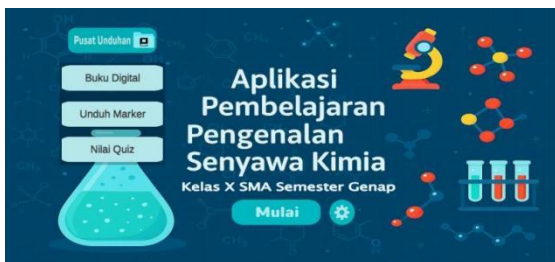 Pusat Unduhan
Buku Digital
Unduh Marker
Nilai Quiz
Aplikasi
Pembelajaran
Pengenalan
Senyawa Kimia
Kelas X SMA Semester Genap
Mulai